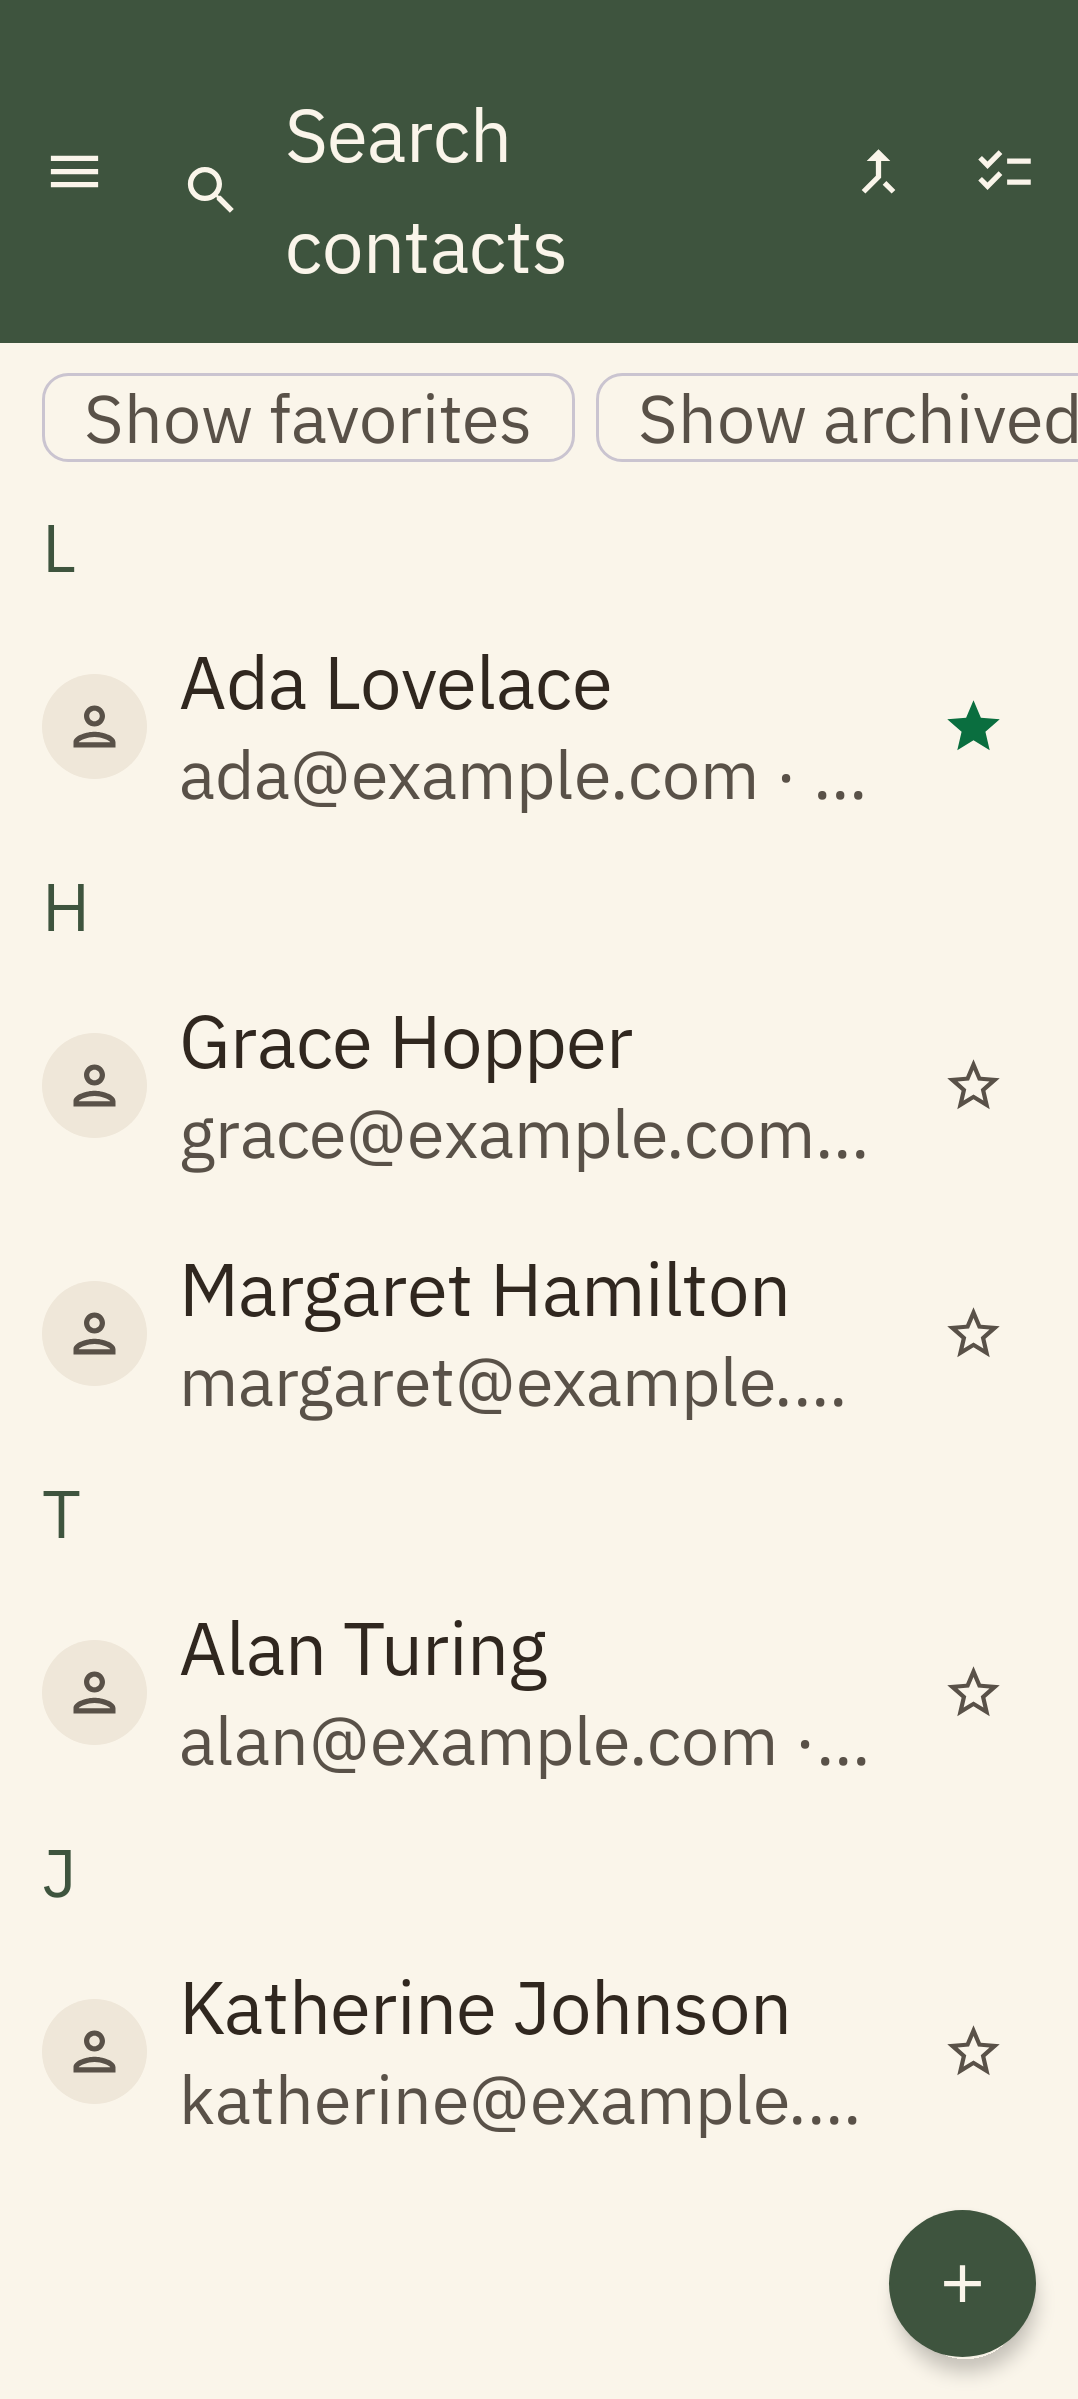 Search
contacts
Show favorites
Show archived
L
Ada Lovelace
ada@example.com · ...
H
Grace Hopper
grace@example.com...
Margaret Hamilton
margaret@example....
T
Alan Turing
alan@example.com ·...
J
Katherine Johnson
katherine@example....